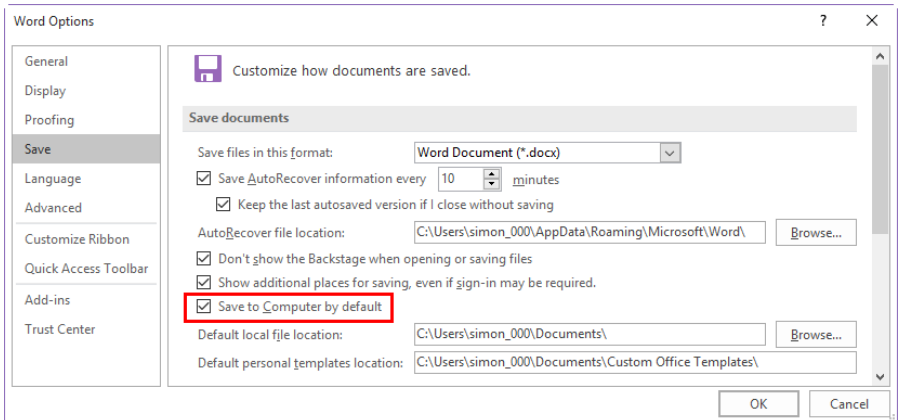 Word Options
?
General
Display
Proofing
Save
Language
Advanced
Customize Ribbon
Quick Access Toolbar
Add-ins
Trust Center
Customize how documents are saved.
Save documents
Save files in this format: Word Document (*.docx)
Save AutoRecover information every 10 minutes
Keep the last autosaved version if I close without saving
AutoRecover file location: C:\Users\simon_000\AppData\Roaming\Microsoft\Word\ Browse...
Don't show the Backstage when opening or saving files
Show additional places for saving, even if sign-in may be required.
Save to Computer by default
Default local file location: C:\Users\simon_000\Documents\ Browse...
Default personal templates location: C:\Users\simon_000\Documents\Custom Office Templates\
OK Cancel